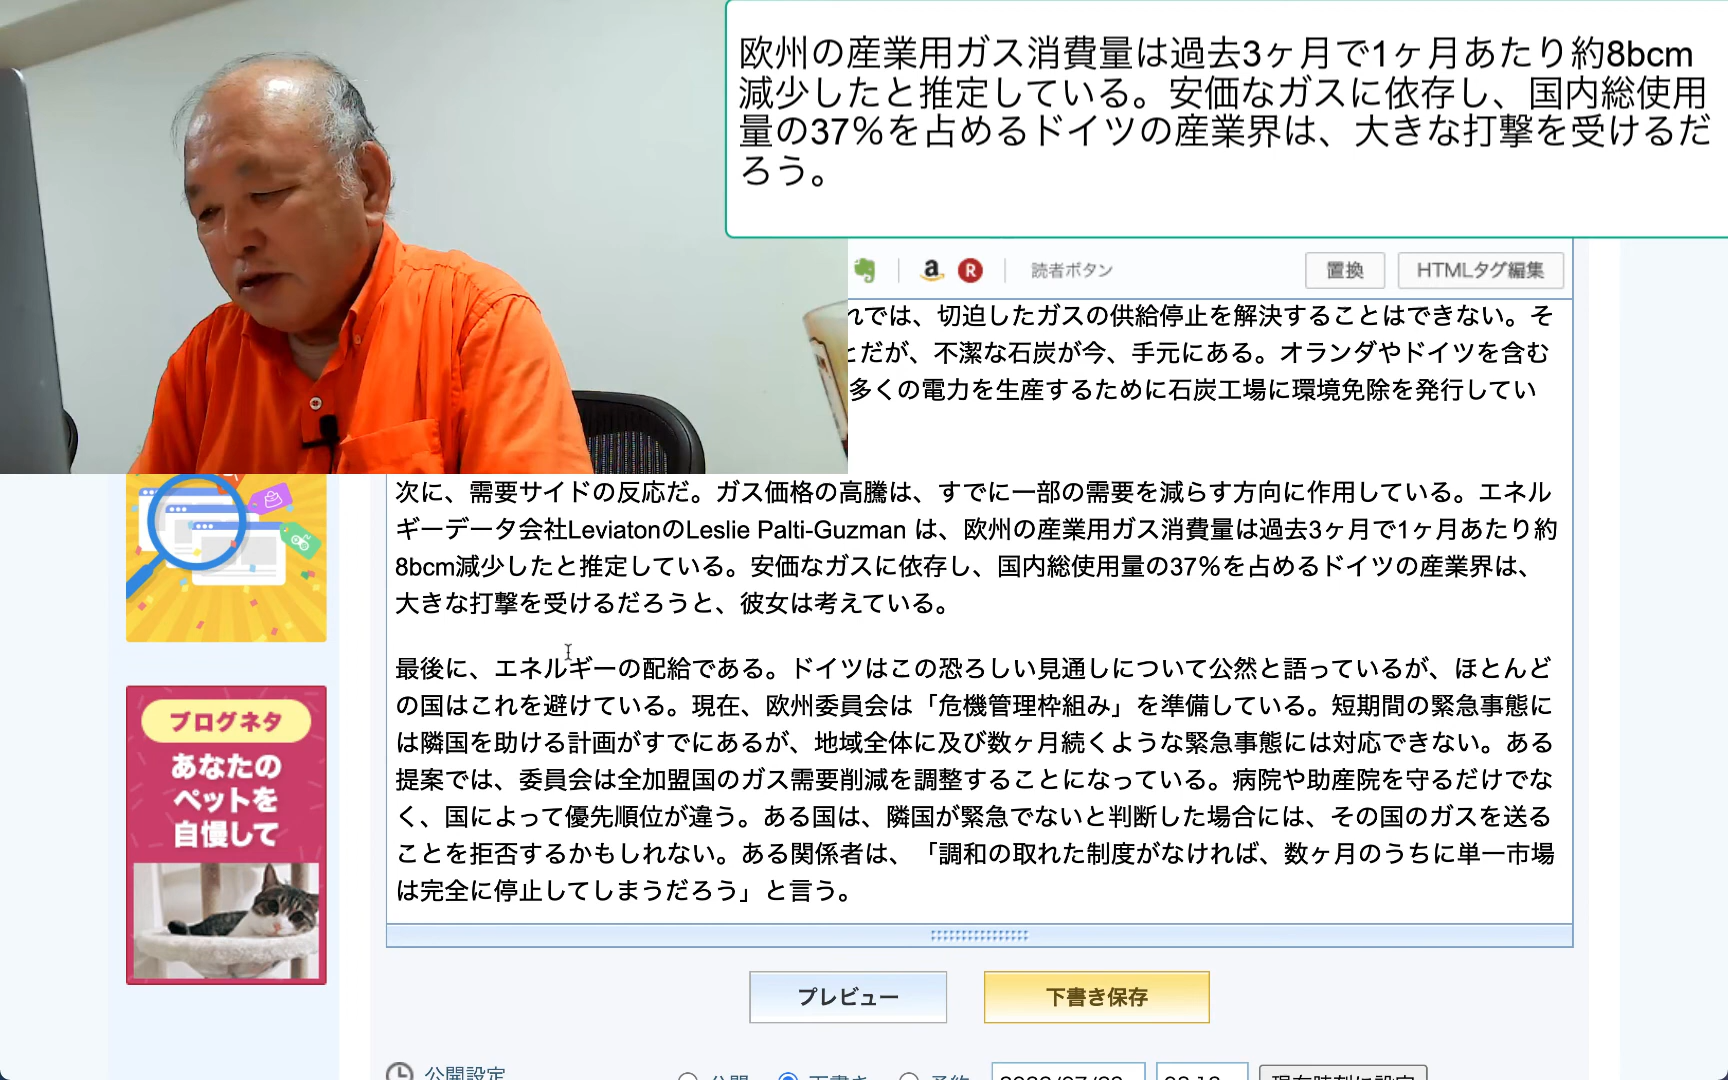 欧州の産業用ガス消費量は過去3ヶ月で1ヶ月あたり約8bcm
減少したと推定している。安価なガスに依存し、国内総使用
量の37%を占めるドイツの産業界は、大きな打撃を受けるだ
ろう。
読者ボタン
置換
HTMLタグ編集
れでは、切迫したガスの供給停止を解決することはできない。そ
とだが、不潔な石炭が今、手元にある。オランダやドイツを含む
多くの電力を生産するために石炭工場に環境免除を発行してい
次に、需要サイドの反応だ。ガス価格の高騰は、すでに一部の需要を減らす方向に作用している。エネル
ギーデータ会社LeviatonのLeslie Palti-Guzman は、欧州の産業用ガス消費量は過去3ヶ月で1ヶ月あたり約
8bcm減少したと推定している。安価なガスに依存し、国内総使用量の37%を占めるドイツの産業界は、
大きな打撃を受けるだろうと、彼女は考えている。
最後に、エネルギーの配給である。ドイツはこの恐ろしい見通しについて公然と語っているが、ほとんど
の国はこれを避けている。現在、欧州委員会は「危機管理枠組み」を準備している。短期間の緊急事態に
は隣国を助ける計画がすでにあるが、地域全体に及び数ヶ月続くような緊急事態には対応できない。ある
提案では、委員会は全加盟国のガス需要削減を調整することになっている。病院や助産院を守るだけでな
く、国によって優先順位が違う。ある国は、隣国が緊急でないと判断した場合には、その国のガスを送る
ことを拒否するかもしれない。ある関係者は、「調和の取れた制度がなければ、数ヶ月のうちに単一市場
は完全に停止してしまうだろう」と言う。
ブログネタ
あなたの
ペットを
自慢して
プレビュー
下書き保存
公開設定
公開
下書き
予約
現在時刻に設定